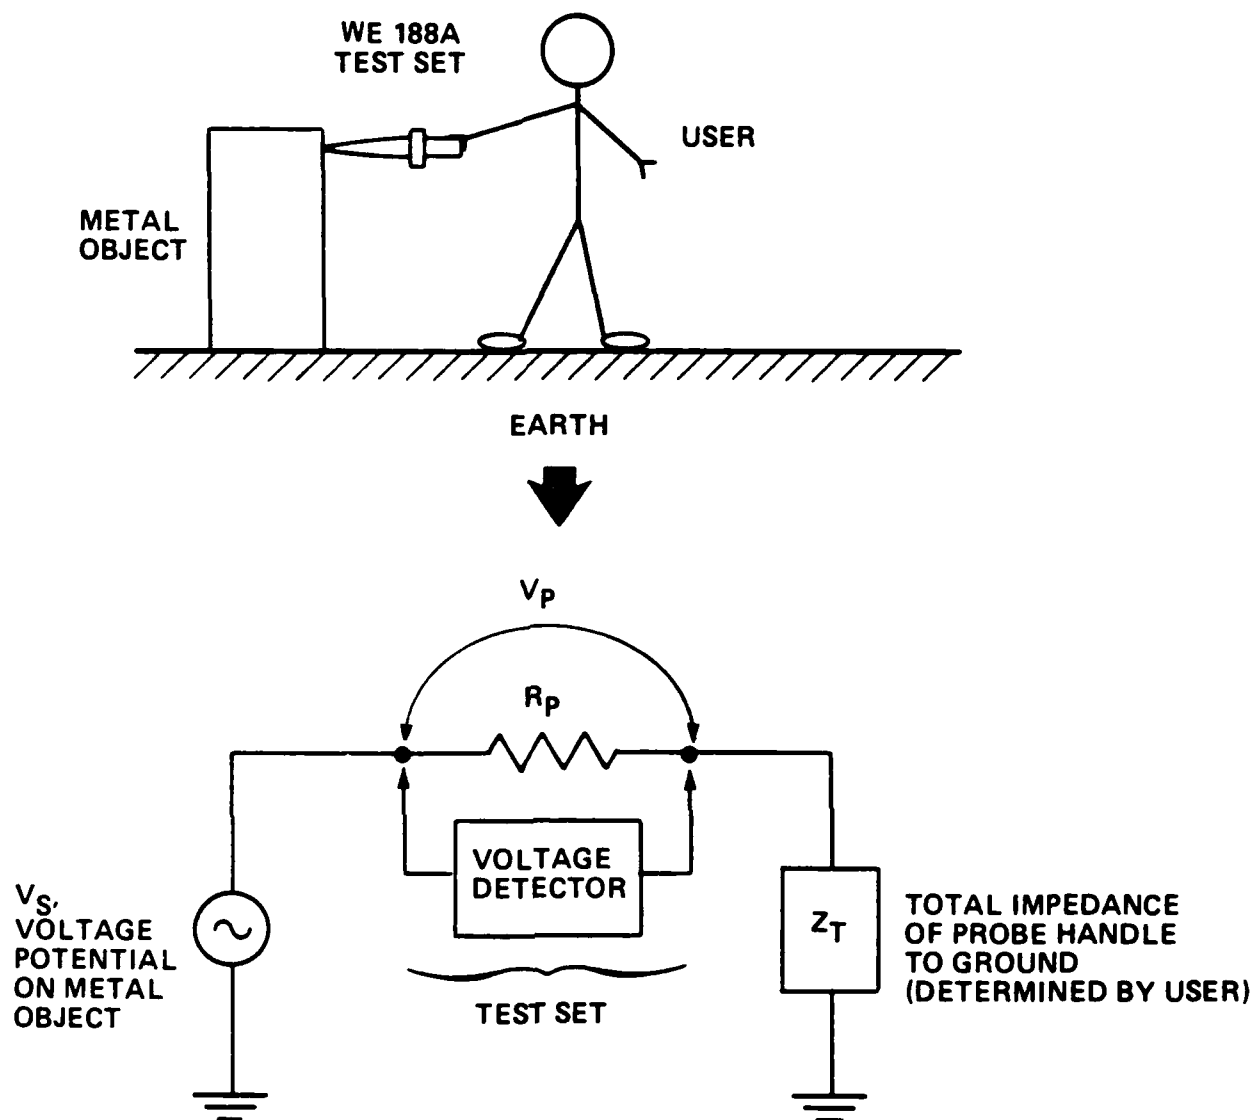 WE 188A
TEST SET
USER
METAL
OBJECT
EARTH
VP
RP
VOLTAGE
DETECTOR
VS,
VOLTAGE
POTENTIAL
ON METAL
OBJECT
ZT
TOTAL IMPEDANCE
OF PROBE HANDLE
TO GROUND
(DETERMINED BY USER)
TEST SET